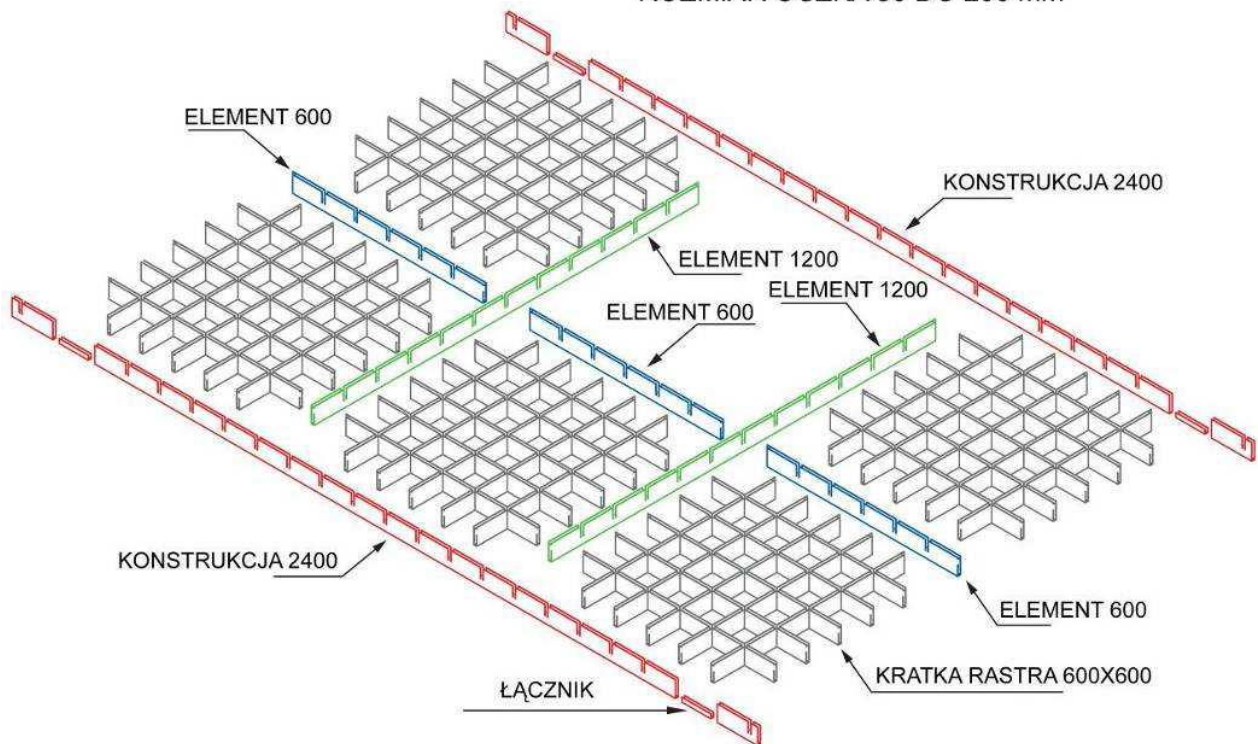 ELEMENT 600
KONSTRUKCJA 2400
ELEMENT 1200
ELEMENT 1200
ELEMENT 600
KONSTRUKCJA 2400
ELEMENT 600
KRATKA RASTRA 600X600
ŁĄCZNIK